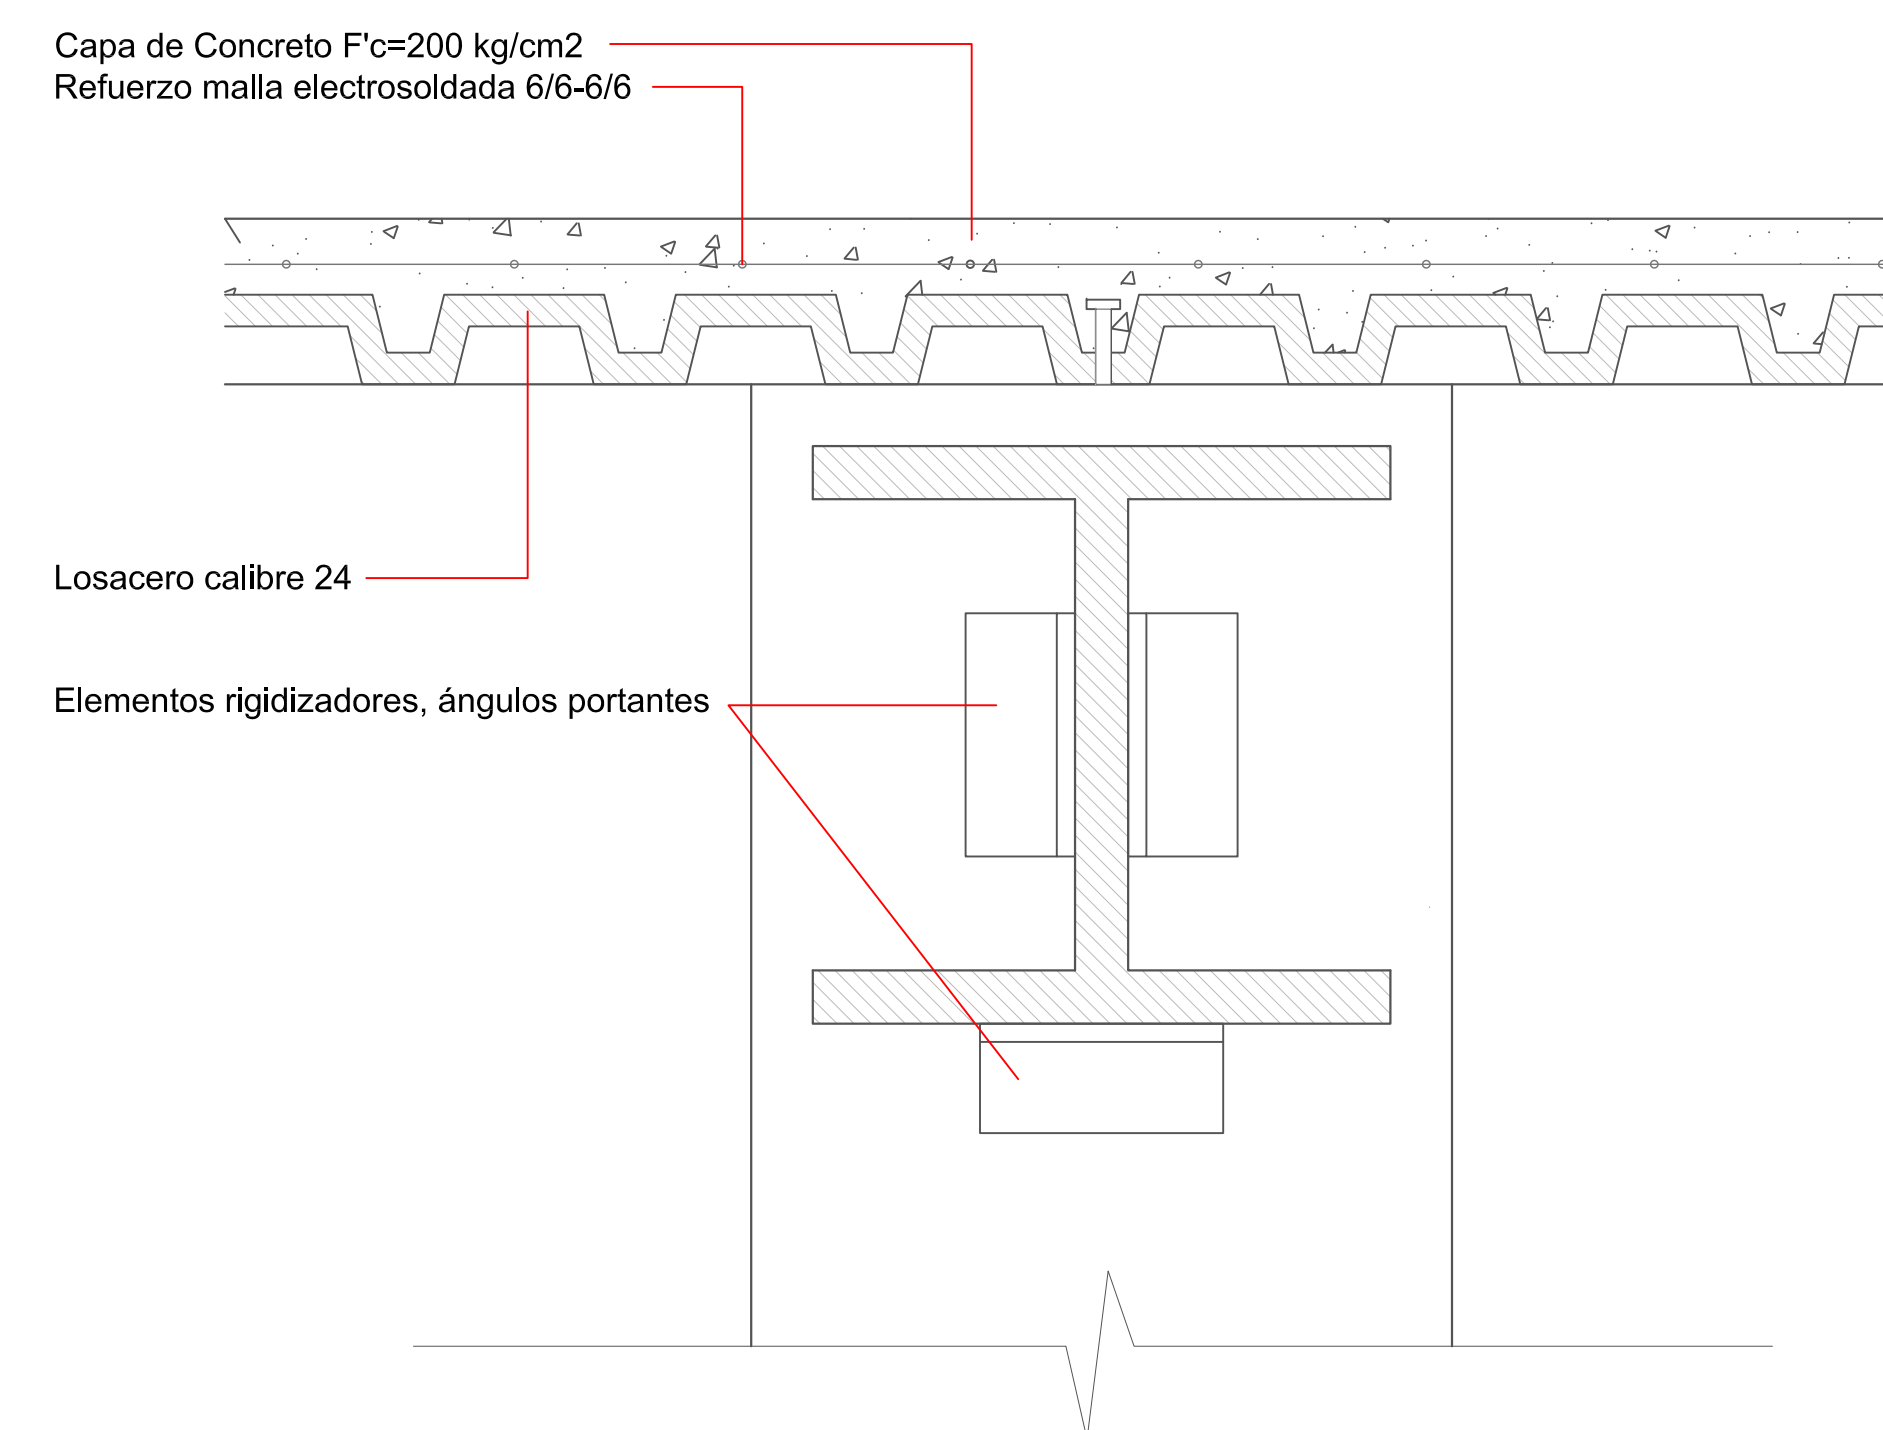 Capa de Concreto F'c=200 kg/cm2
Refuerzo malla electrosoldada 6/6-6/6
Losacero calibre 24
Elementos rigidizadores, ángulos portantes